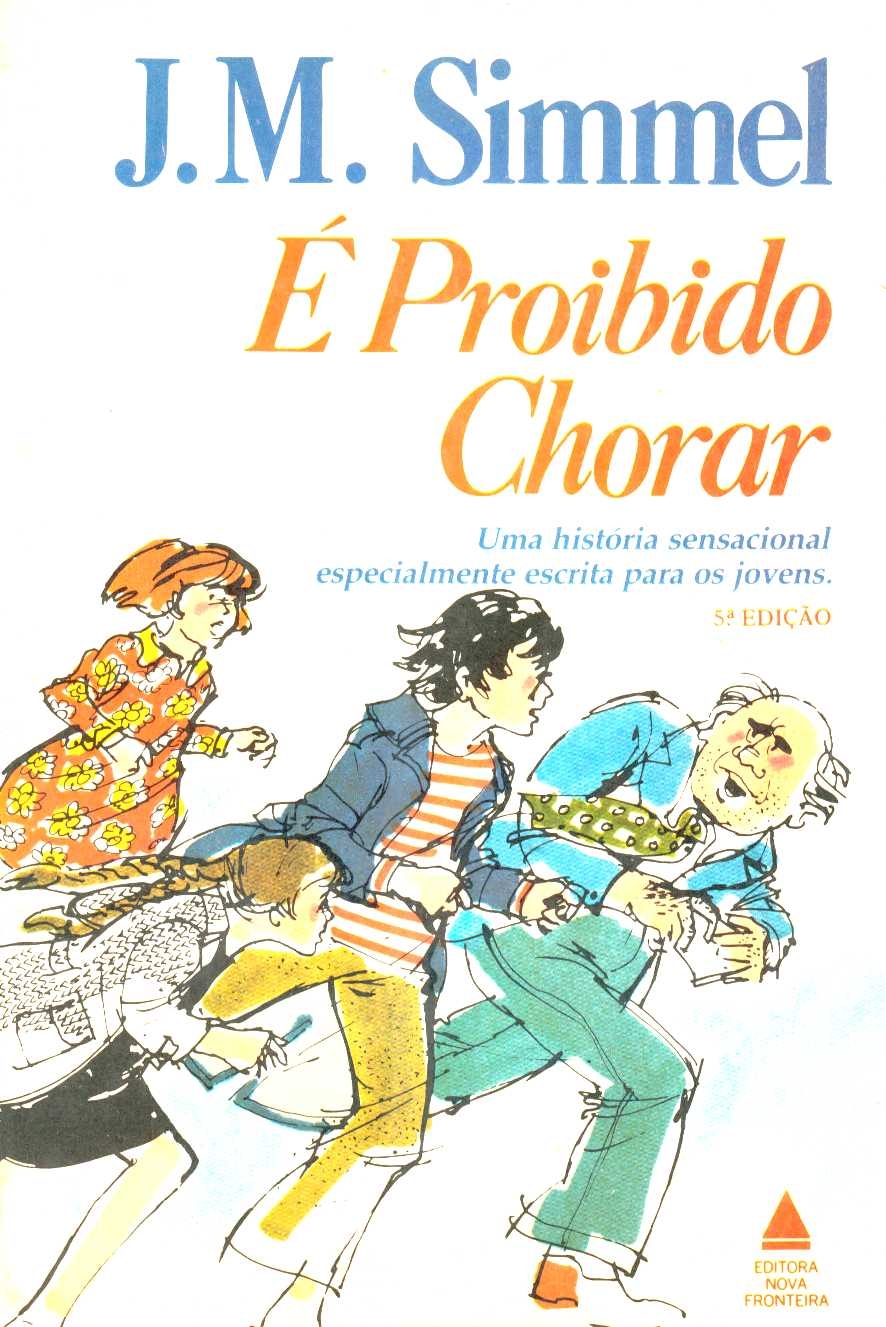 J.M. Simmel
É Proibido
Chorar
Uma história sensacional
especialmente escrita para os jovens.
5ª EDIÇÃO
EDITORA
NOVA
FRONTEIRA